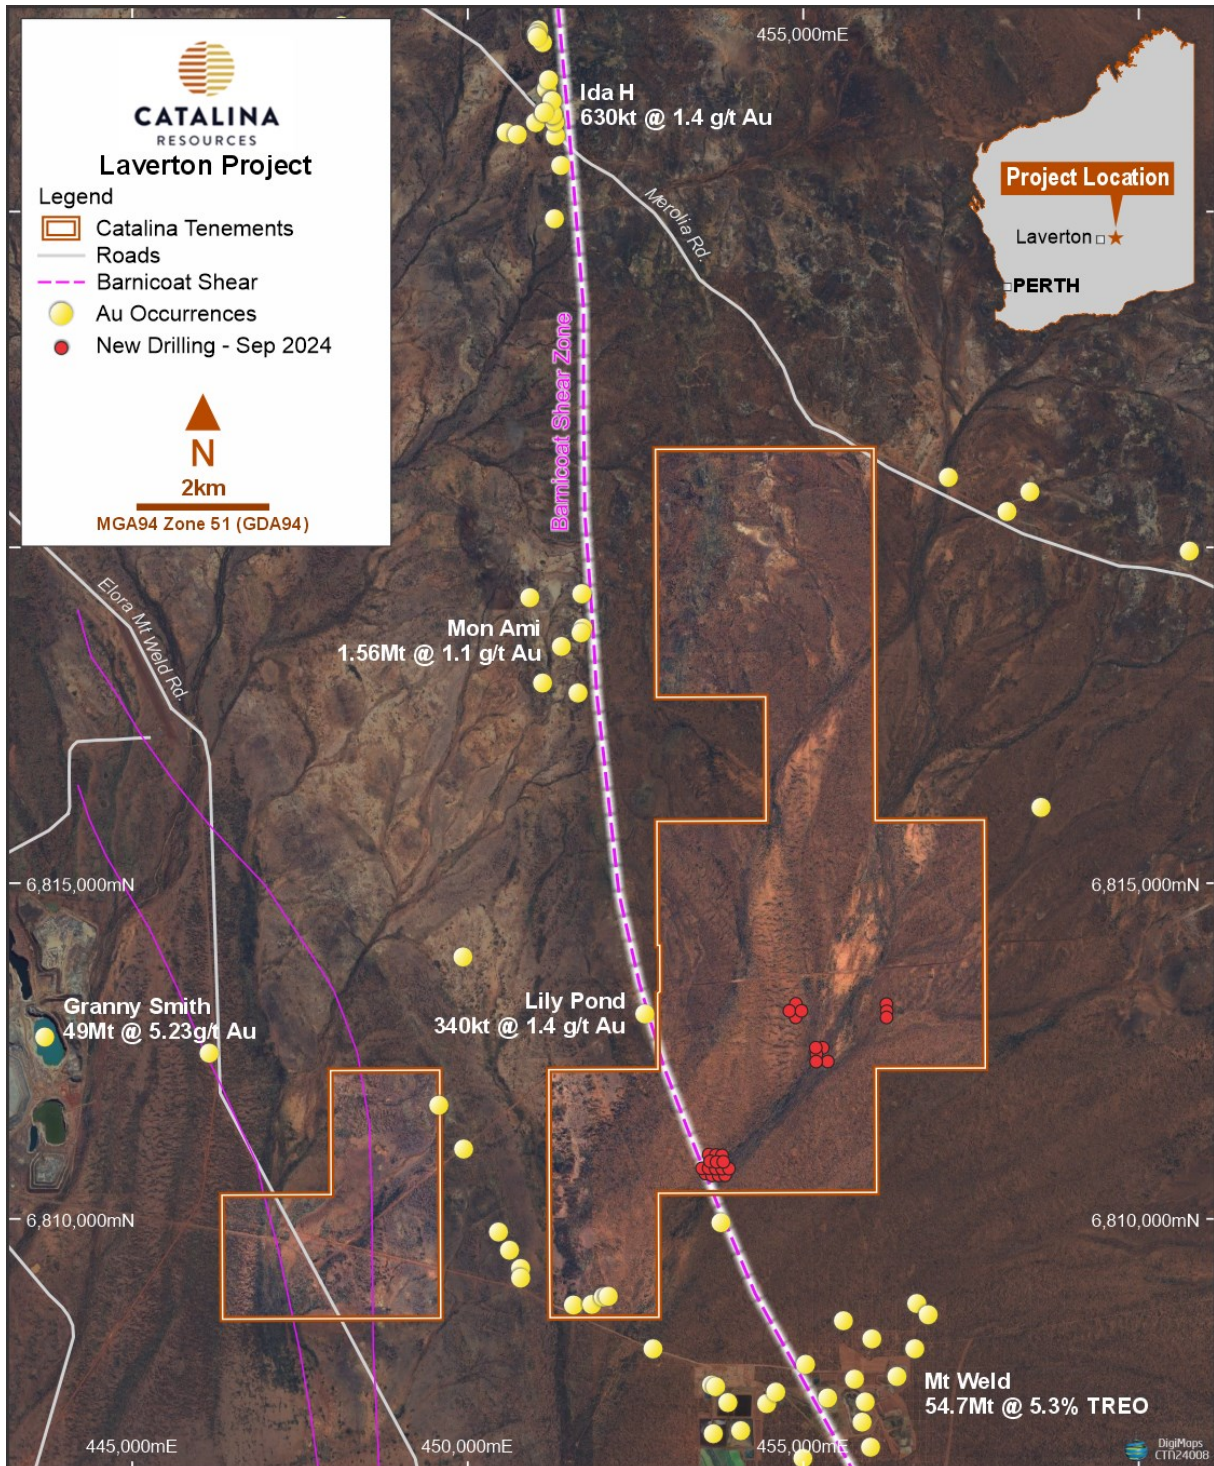 CATALINA
RESOURCES
Laverton Project
Legend
Catalina Tenements
Roads
Barnicoat Shear
Au Occurrences
New Drilling - Sep 2024
N
2km
MGA94 Zone 51 (GDA94)
455,000mE
Ida H
630kt @ 1.4 g/t Au
Merolia Rd.
Project Location
Laverton
PERTH
Barnicoat Shear Zone
Elora Mt Weld Rd.
Mon Ami
1.56Mt @ 1.1 g/t Au
6,815,000mN
6,815,000mN
Granny Smith
49Mt @ 5.23g/t Au
Lily Pond
340kt @ 1.4 g/t Au
6,810,000mN
6,810,000mN
Mt Weld
54.7Mt @ 5.3% TREO
445,000mE
450,000mE
455,000mE
DigiMaps
CTN24008